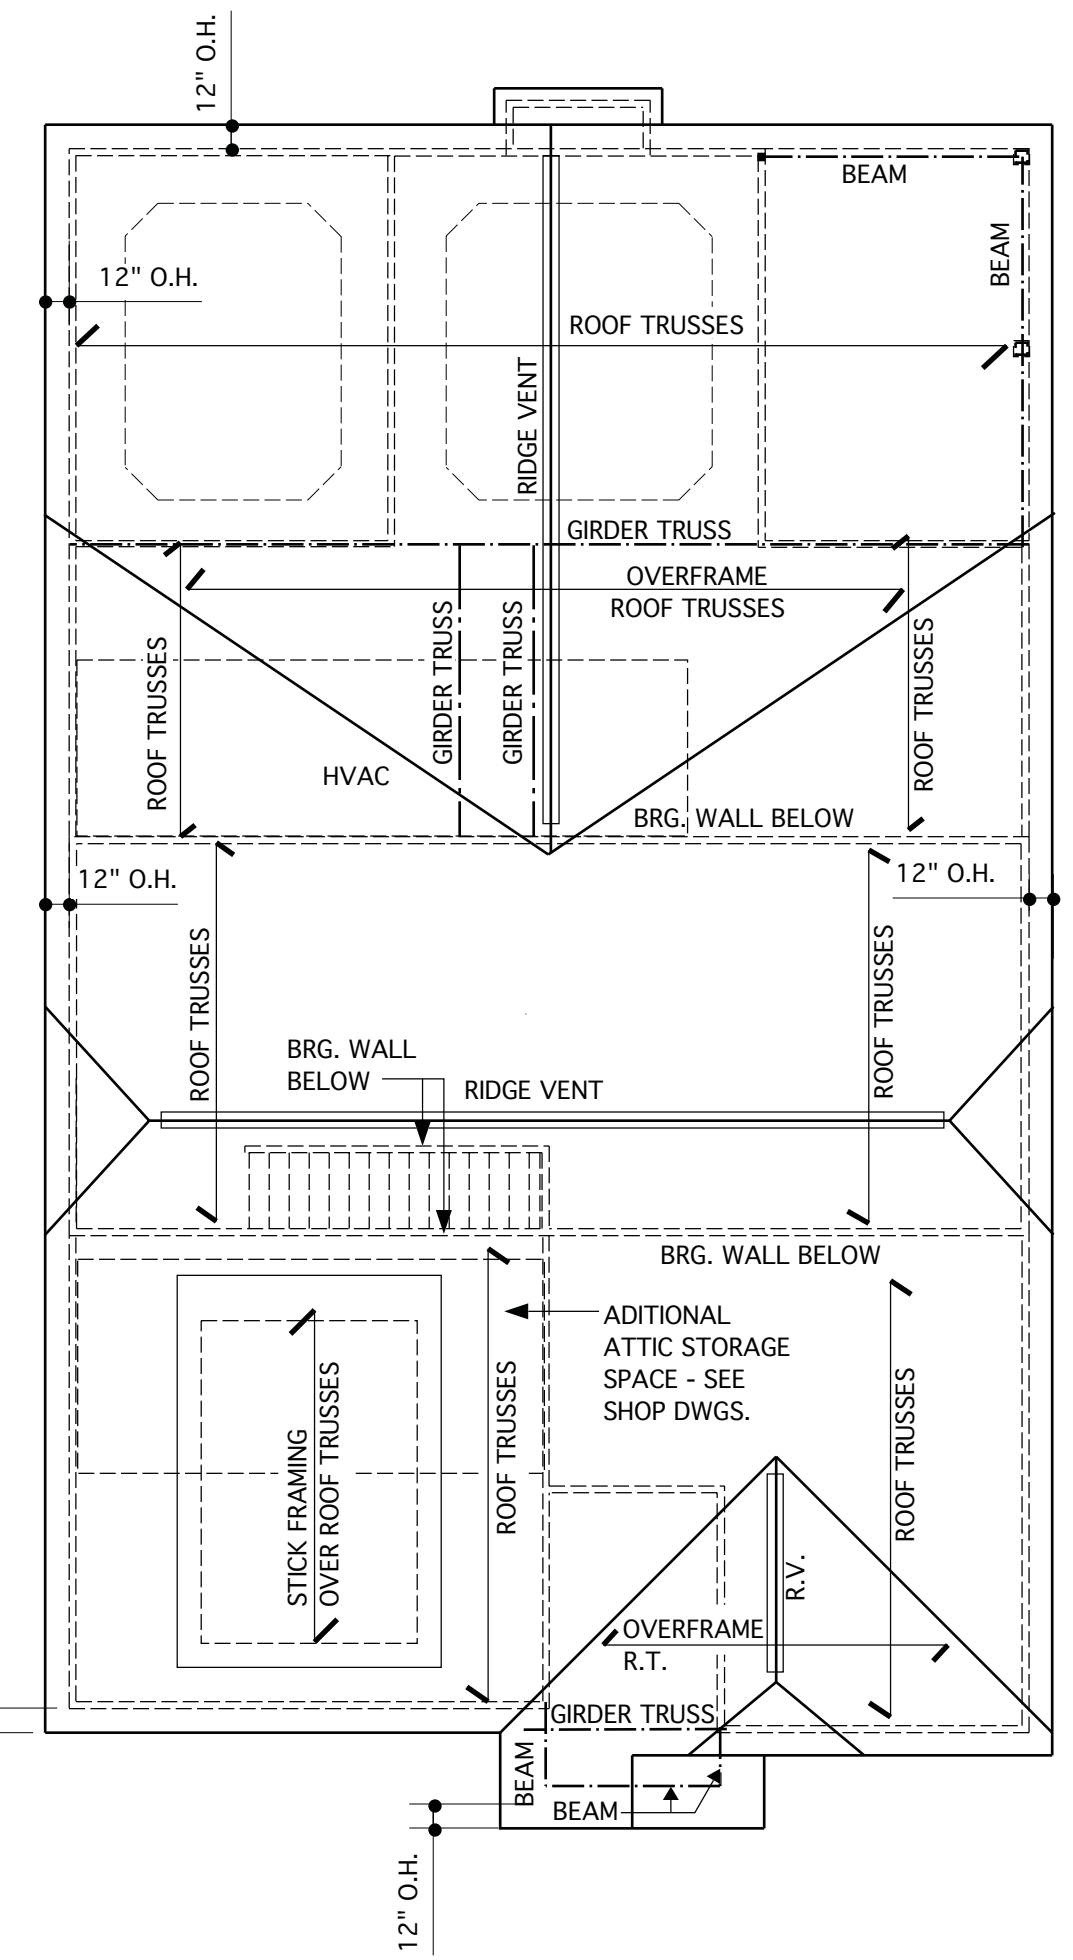 12" O.H.
BEAM
BEAM
12" O.H.
ROOF TRUSSES
RIDGE VENT
GIRDER TRUSS
OVERFRAME
ROOF TRUSSES
GIRDER TRUSS
GIRDER TRUSS
ROOF TRUSSES
ROOF TRUSSES
HVAC
BRG. WALL BELOW
12" O.H.
12" O.H.
ROOF TRUSSES
ROOF TRUSSES
BRG. WALL
BELOW
RIDGE VENT
BRG. WALL BELOW
ADITIONAL
ATTIC STORAGE
SPACE - SEE
SHOP DWGS.
STICK FRAMING
OVER ROOF TRUSSES
ROOF TRUSSES
ROOF TRUSSES
R.V.
OVERFRAME
R.T.
GIRDER TRUSS
BEAM
BEAM
12" O.H.